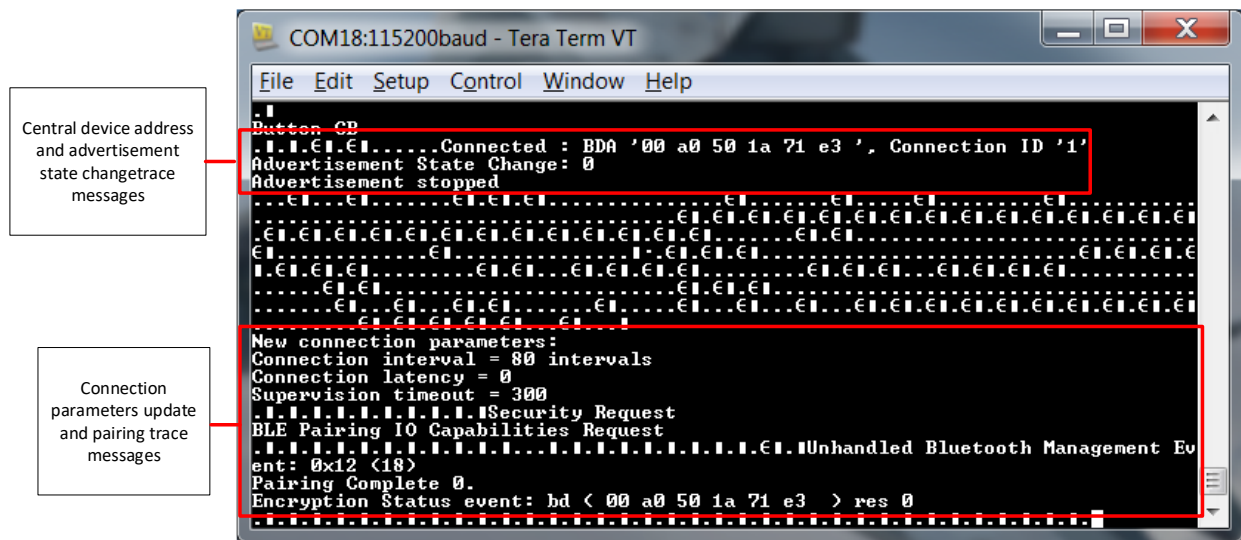 COM18:115200baud - Tera Term VT
File Edit Setup Control Window Help
Button CB
Central device address
and advertisement
state changetrace
messages
......Connected : BDA '00 a0 50 1a 71 e3 ', Connection ID '1'
Advertisement State Change: 0
Advertisement stopped
Connection
parameters update
and pairing trace
messages
New connection parameters:
Connection interval = 80 intervals
Connection latency = 0
Supervision timeout = 300
Security Request
BLE Pairing IO Capabilities Request
Unhandled Bluetooth Management Ev
ent: 0x12 (18)
Pairing Complete 0.
Encryption Status event: bd ( 00 a0 50 1a 71 e3  ) res 0